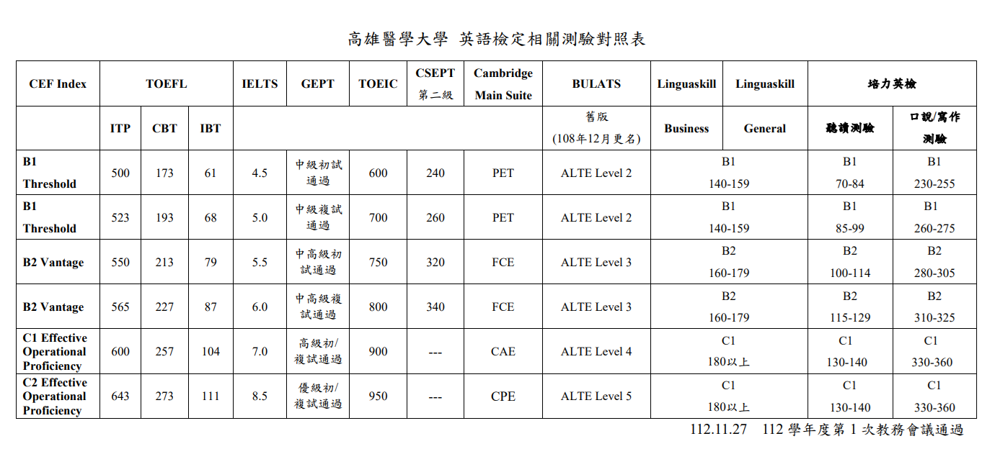 高雄醫學大學 英語檢定相關測驗對照表
CEF Index TOEFL IELTS GEPT TOEIC CSEPT 第二級 Cambridge Main Suite BULATS Linguaskill Linguaskill 培力英檢
ITP CBT IBT 舊版 (108年12月更名) Business General 聽讀測驗 口說/寫作 測驗
B1 Threshold 500 173 61 4.5 中級初試 通過 600 240 PET ALTE Level 2 B1 140-159 B1 70-84 B1 230-255
B1 Threshold 523 193 68 5.0 中級複試 通過 700 260 PET ALTE Level 2 B1 140-159 B1 85-99 B1 260-275
B2 Vantage 550 213 79 5.5 中高級初 試通過 750 320 FCE ALTE Level 3 B2 160-179 B2 100-114 B2 280-305
B2 Vantage 565 227 87 6.0 中高級複 試通過 800 340 FCE ALTE Level 3 B2 160-179 B2 115-129 B2 310-325
C1 Effective Operational Proficiency 600 257 104 7.0 高級初/ 複試通過 900 --- CAE ALTE Level 4 C1 180以上 C1 130-140 C1 330-360
C2 Effective Operational Proficiency 643 273 111 8.5 優級初/ 複試通過 950 --- CPE ALTE Level 5 C1 180以上 C1 130-140 C1 330-360
112.11.27 112 學年度第 1 次教務會議通過